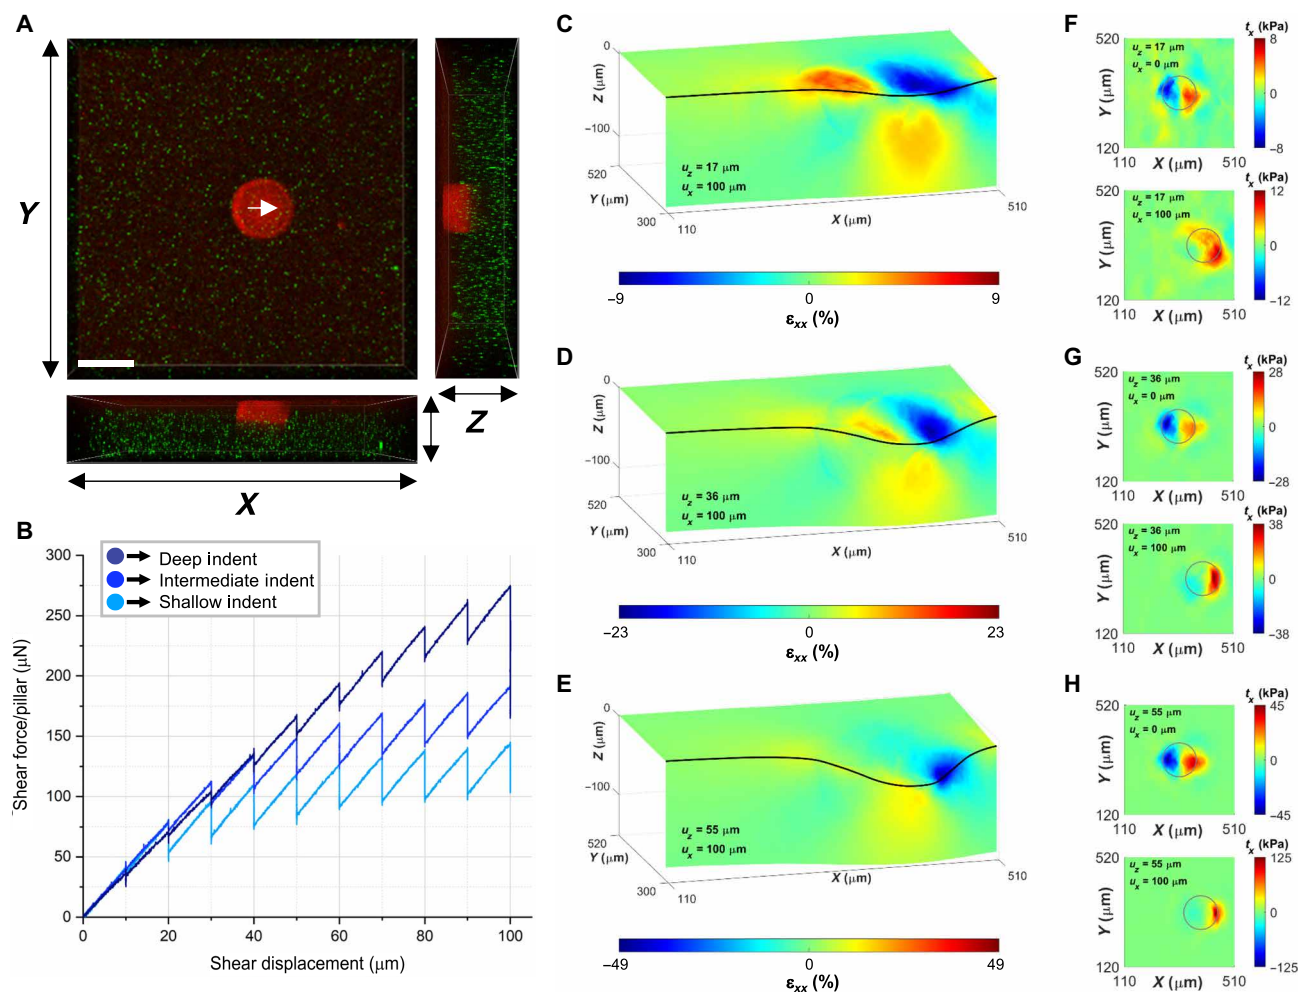 A
Y
Z
X
B
Deep indent
Intermediate indent
Shallow indent
300
250
200
150
100
50
0
Shear force/pillar (μN)
0
20
40
60
80
100
Shear displacement (μm)
C
0
−100
Z (μm)
520
300
Y (μm)
110
X (μm)
510
u_z = 17 μm
u_x = 100 μm
−9
0
9
ε_xx (%)
D
0
−100
Z (μm)
520
300
Y (μm)
110
X (μm)
510
u_z = 36 μm
u_x = 100 μm
−23
0
23
ε_xx (%)
E
0
−100
Z (μm)
520
300
Y (μm)
110
X (μm)
510
u_z = 55 μm
u_x = 100 μm
−49
0
49
ε_xx (%)
F
t_x (kPa)
520
u_z = 17 μm
u_x = 0 μm
Y (μm)
120
110
X (μm)
510
8
0
−8
t_x (kPa)
520
u_z = 17 μm
u_x = 100 μm
Y (μm)
120
110
X (μm)
510
12
0
−12
G
t_x (kPa)
520
u_z = 36 μm
u_x = 0 μm
Y (μm)
120
110
X (μm)
510
28
0
−28
t_x (kPa)
520
u_z = 36 μm
u_x = 100 μm
Y (μm)
120
110
X (μm)
510
38
0
−38
H
t_x (kPa)
520
u_z = 55 μm
u_x = 0 μm
Y (μm)
120
110
X (μm)
510
45
0
−45
t_x (kPa)
520
u_z = 55 μm
u_x = 100 μm
Y (μm)
120
110
X (μm)
510
125
0
−125